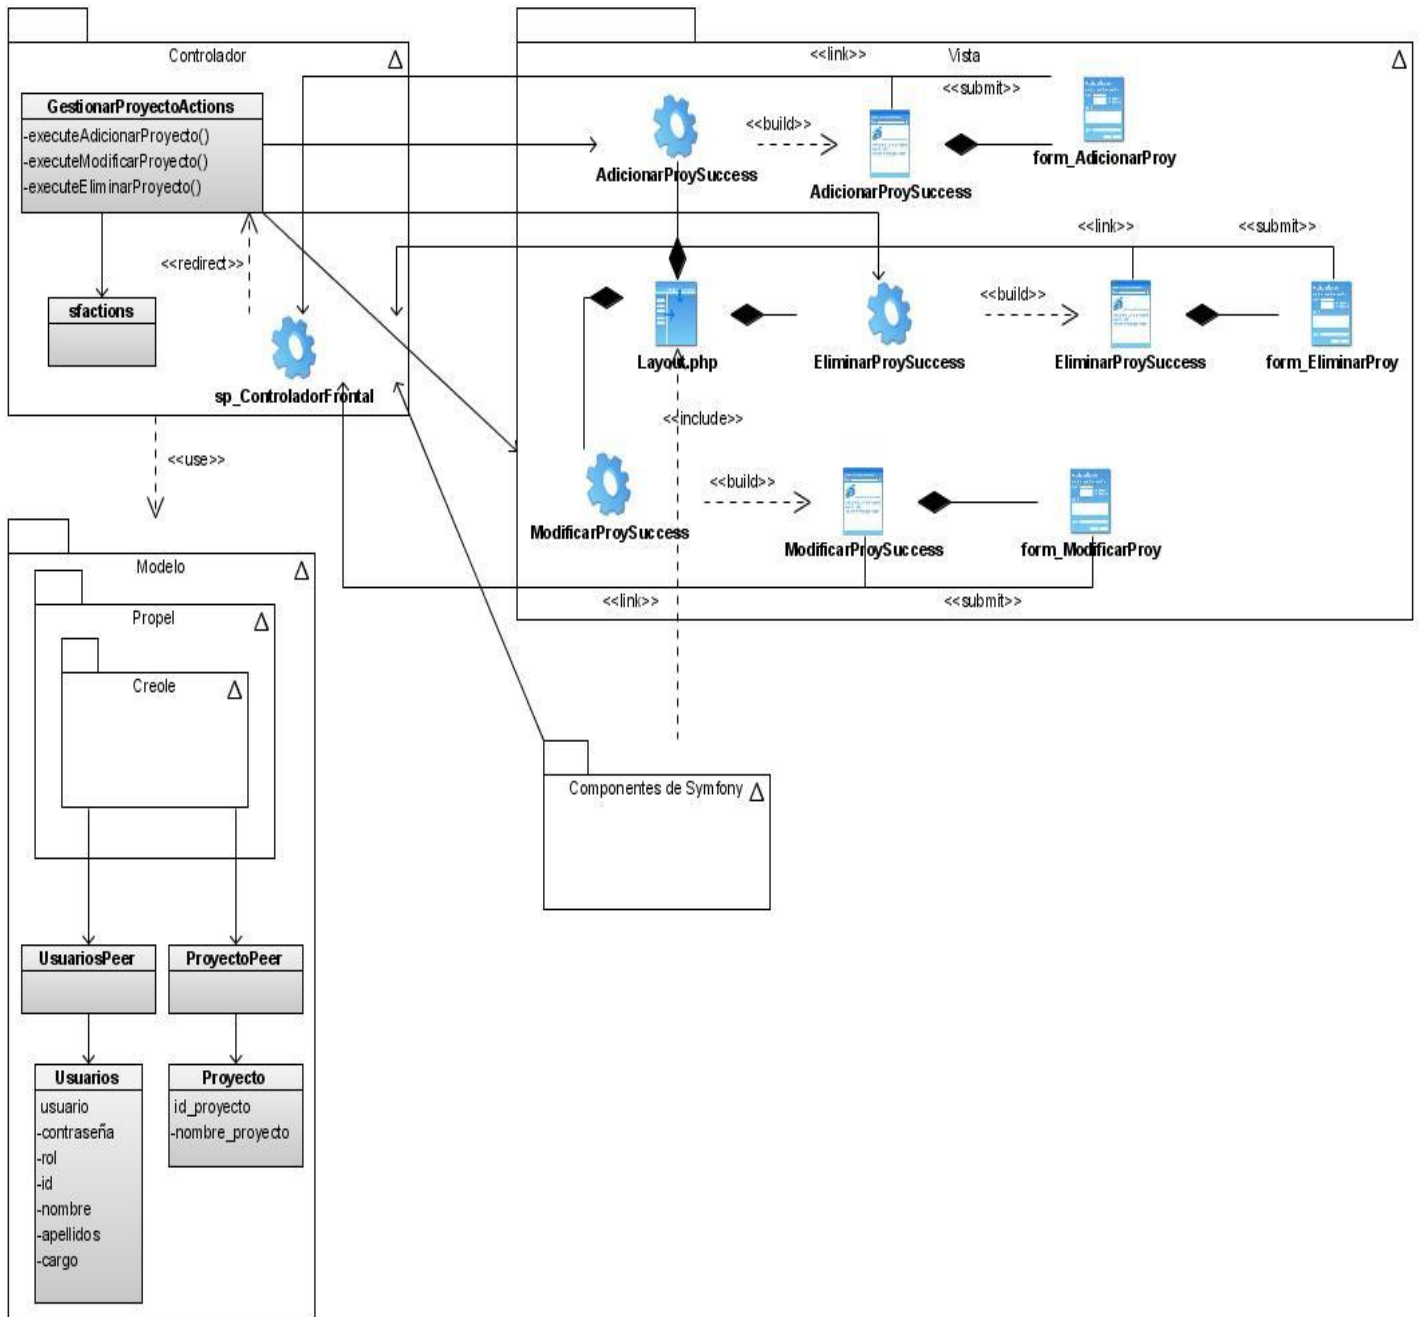 Controlador
GestionarProyectoActions
-executeAdicionarProyecto()
-executeModificarProyecto()
-executeEliminarProyecto()
<<redirect>>
sfactions
sp_ControladorFrontal
<<use>>
Vista
<<link>>
<<submit>>
AdicionarProySuccess
<<build>>
AdicionarProySuccess
form_AdicionarProy
<<link>>
<<submit>>
Layout.php
EliminarProySuccess
<<build>>
EliminarProySuccess
form_EliminarProy
<<include>>
ModificarProySuccess
<<build>>
ModificarProySuccess
form_ModificarProy
<<link>>
<<submit>>
Modelo
Propel
Creole
Componentes de Symfony
UsuariosPeer
ProyectoPeer
Usuarios
usuario
-contraseña
-rol
-id
-nombre
-apellidos
-cargo
Proyecto
id_proyecto
-nombre_proyecto